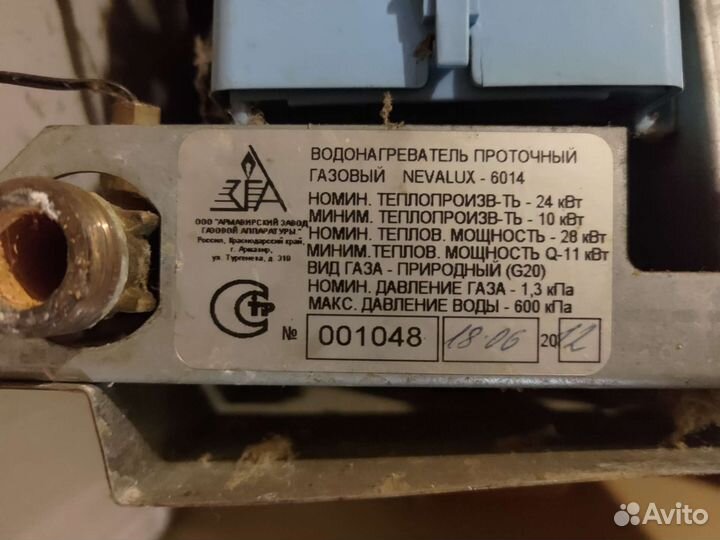 ВОДОНАГРЕВАТЕЛЬ ПРОТОЧНЫЙ
ГАЗОВЫЙ NEVALUX - 6014
ЗГА
ООО "АРМАВИРСКИЙ ЗАВОД
ГАЗОВОЙ АППАРАТУРЫ"
Россия, Краснодарский край,
г. Армавир,
ул. Тургенева, д. 319
НОМИН. ТЕПЛОПРОИЗВ-ТЬ - 24 кВт
МИНИМ. ТЕПЛОПРОИЗВ-ТЬ - 10 кВт
НОМИН. ТЕПЛОВ. МОЩНОСТЬ - 28 кВт
МИНИМ.ТЕПЛОВ. МОЩНОСТЬ Q-11 кВт
ВИД ГАЗА - ПРИРОДНЫЙ (G20)
НОМИН. ДАВЛЕНИЕ ГАЗА - 1,3 кПа
МАКС. ДАВЛЕНИЕ ВОДЫ - 600 кПа
СТР
№ 001048 18.06 2012
Avito